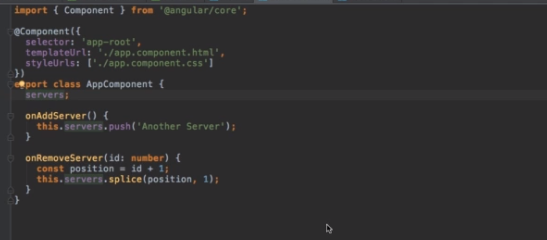 import { Component } from '@angular/core';
@Component({
selector: 'app-root',
templateUrl: './app.component.html',
styleUrls: ['./app.component.css']
})
export class AppComponent {
servers;
onAddServer() {
this.servers.push('Another Server');
}
onRemoveServer(id: number) {
const position = id + 1;
this.servers.splice(position, 1);
}
}